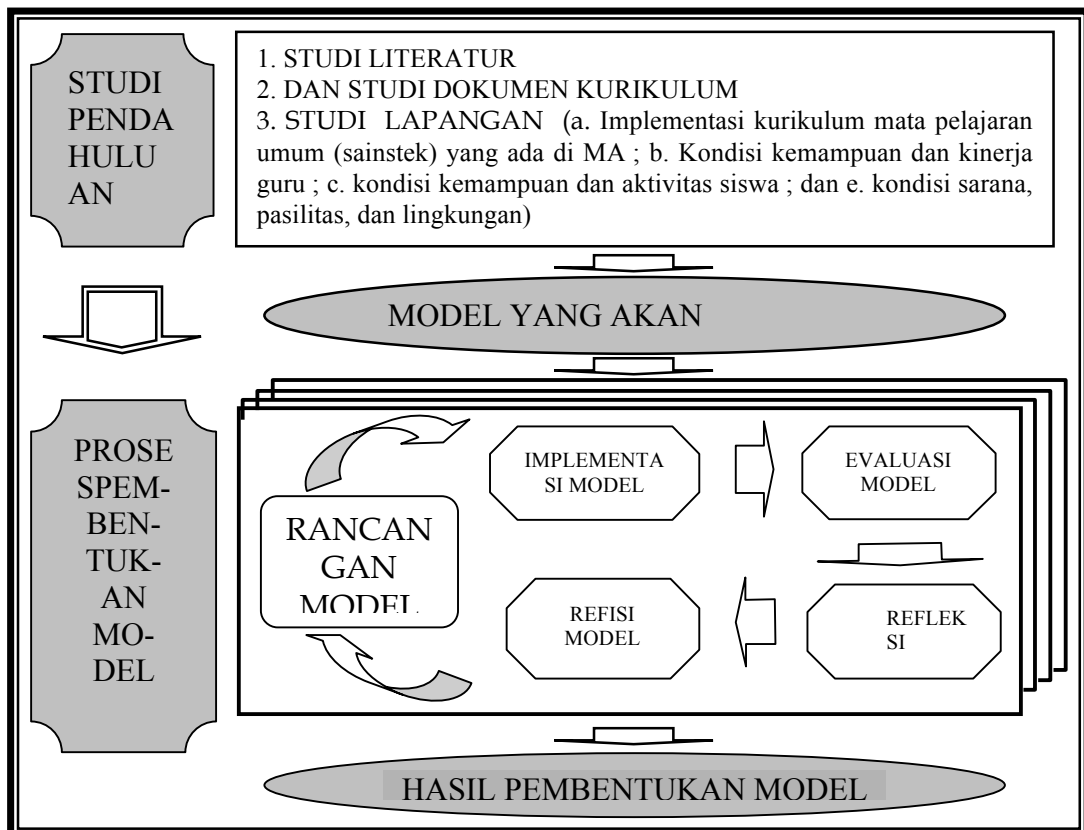 STUDI
PENDA
HULU
AN
1. STUDI LITERATUR
2. DAN STUDI DOKUMEN KURIKULUM
3. STUDI LAPANGAN (a. Implementasi kurikulum mata pelajaran
umum (sainstek) yang ada di MA ; b. Kondisi kemampuan dan kinerja
guru ; c. kondisi kemampuan dan aktivitas siswa ; dan e. kondisi sarana,
pasilitas, dan lingkungan)
MODEL YANG AKAN
PROSE
SPEM-
BEN-
TUK-
AN
MO-
DEL
RANCAN
GAN
MODEL
IMPLEMENTA
SI MODEL
EVALUASI
MODEL
REFISI
MODEL
REFLEK
SI
HASIL PEMBENTUKAN MODEL